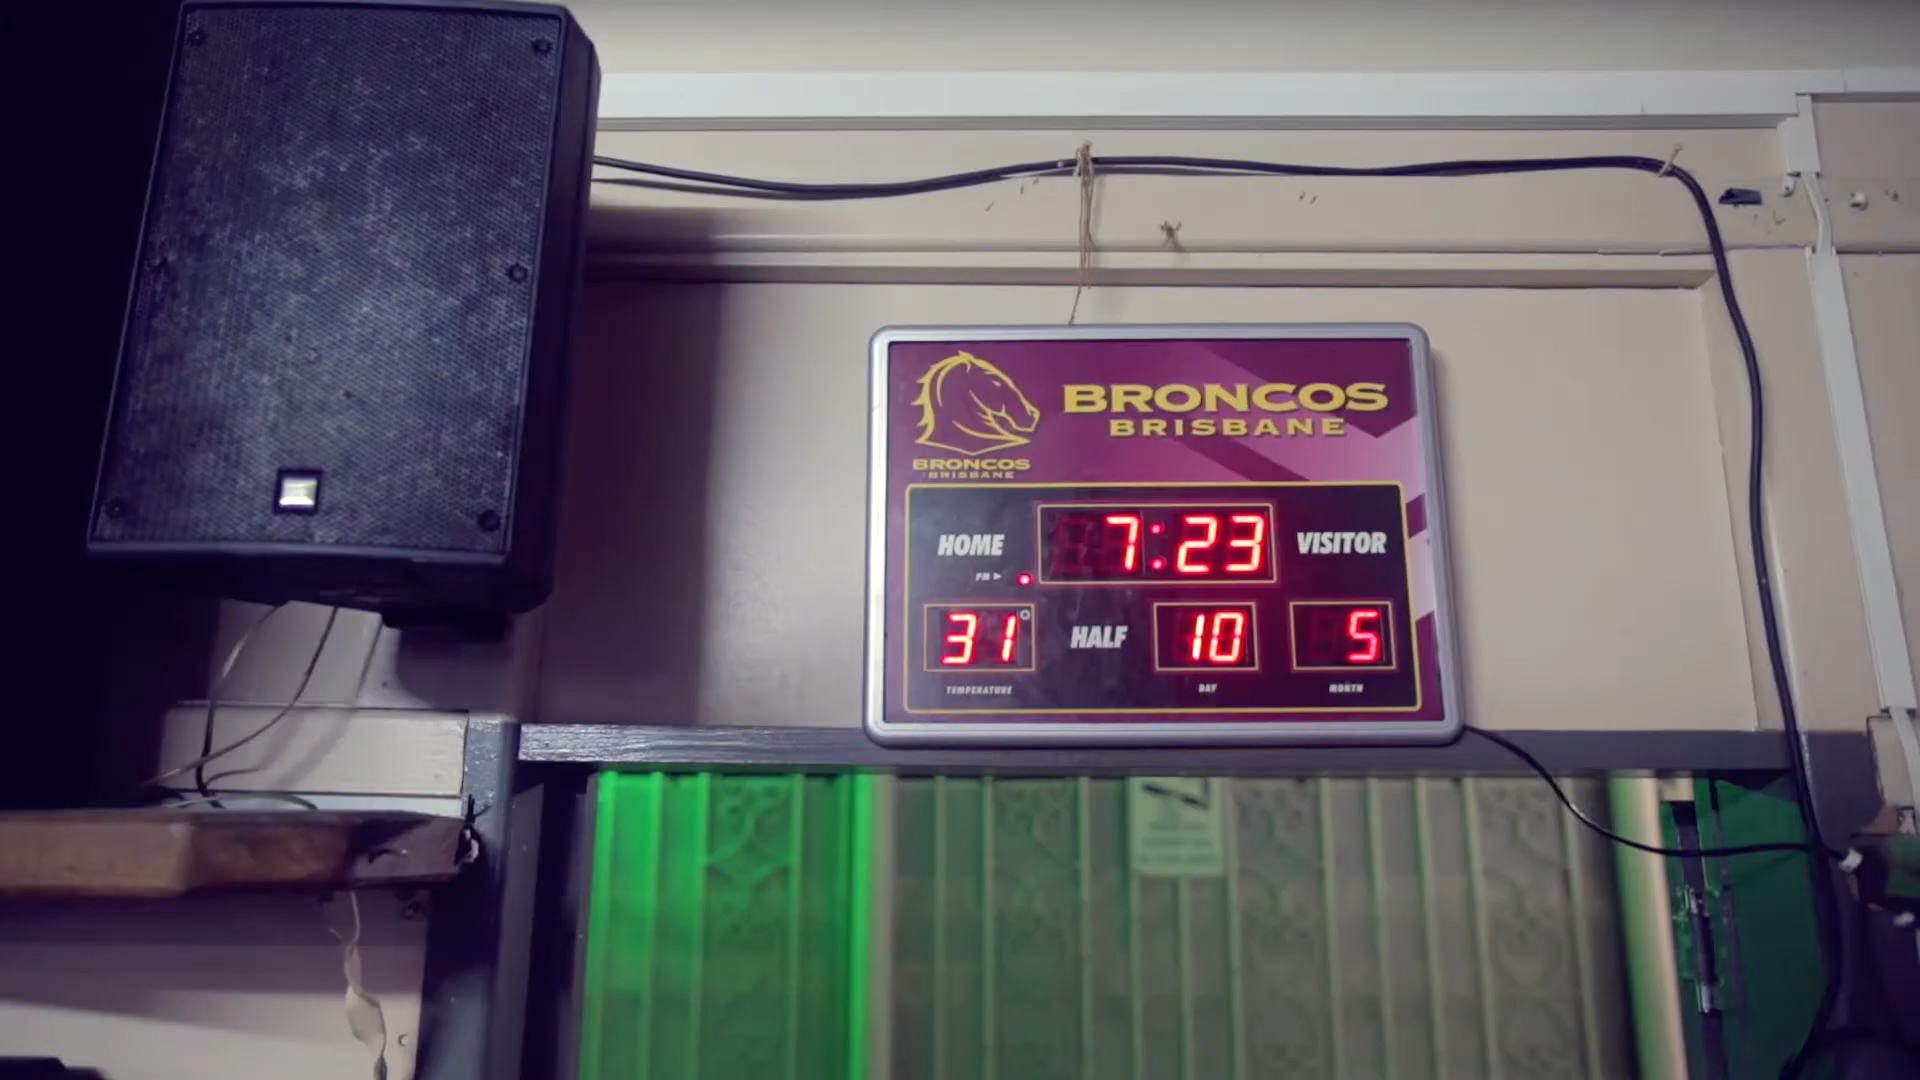 BRONCOS
BRISBANE
BRONCOS
BRISBANE
HOME
7:23
VISITOR
PM
31°
HALF
10
5
TEMPERATURE
DAY
MONTH